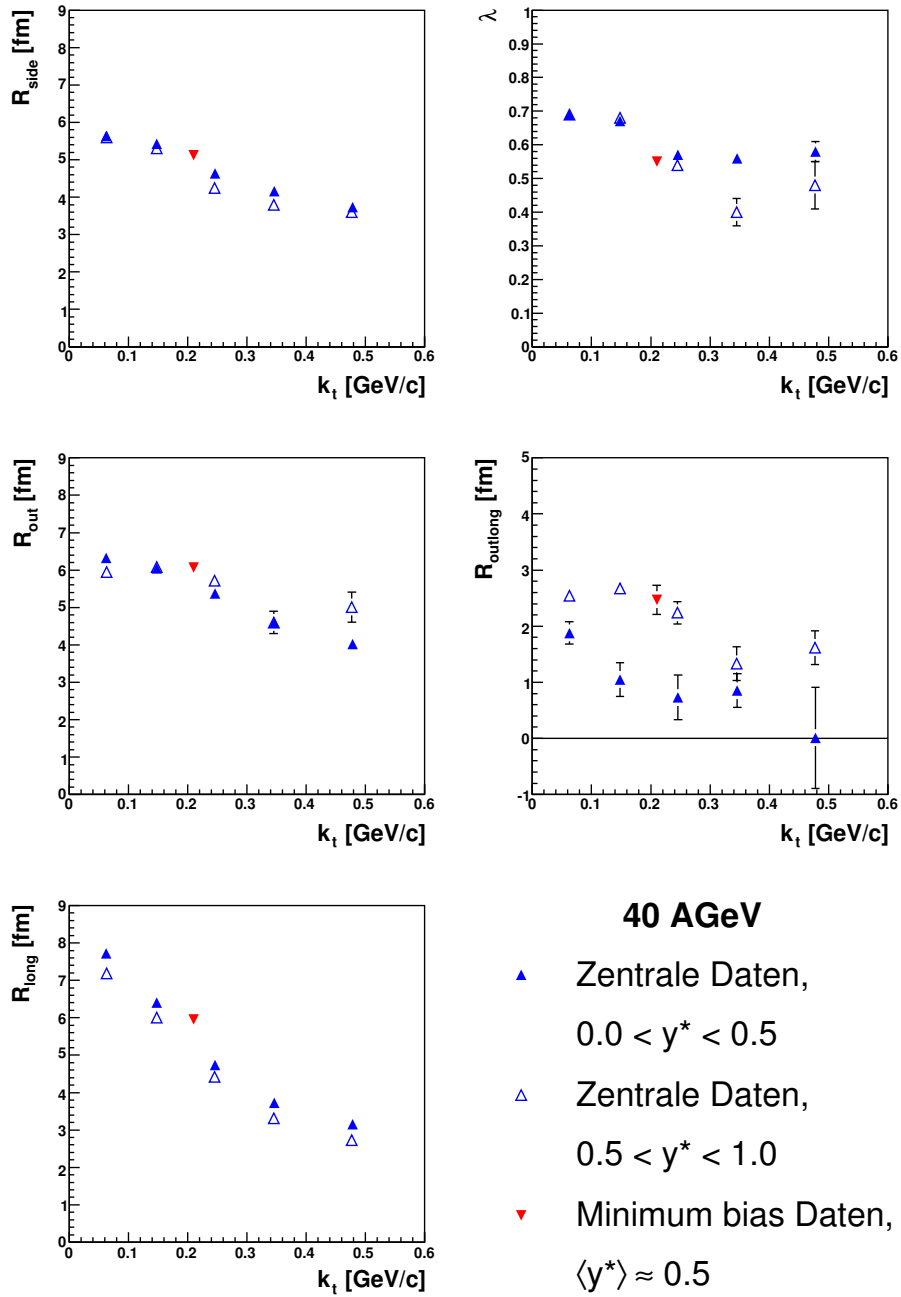 R_side [fm]
9
8
7
6
5
4
3
2
1
0
0 0.1 0.2 0.3 0.4 0.5 0.6
k_t [GeV/c]
λ
1
0.9
0.8
0.7
0.6
0.5
0.4
0.3
0.2
0.1
0
0 0.1 0.2 0.3 0.4 0.5 0.6
k_t [GeV/c]
R_out [fm]
9
8
7
6
5
4
3
2
1
0
0 0.1 0.2 0.3 0.4 0.5 0.6
k_t [GeV/c]
R_outlong [fm]
5
4
3
2
1
0
-1
0 0.1 0.2 0.3 0.4 0.5 0.6
k_t [GeV/c]
R_long [fm]
9
8
7
6
5
4
3
2
1
0
0 0.1 0.2 0.3 0.4 0.5 0.6
k_t [GeV/c]
40 AGeV
Zentrale Daten,
0.0 < y* < 0.5
Zentrale Daten,
0.5 < y* < 1.0
Minimum bias Daten,
⟨y*⟩ ≈ 0.5